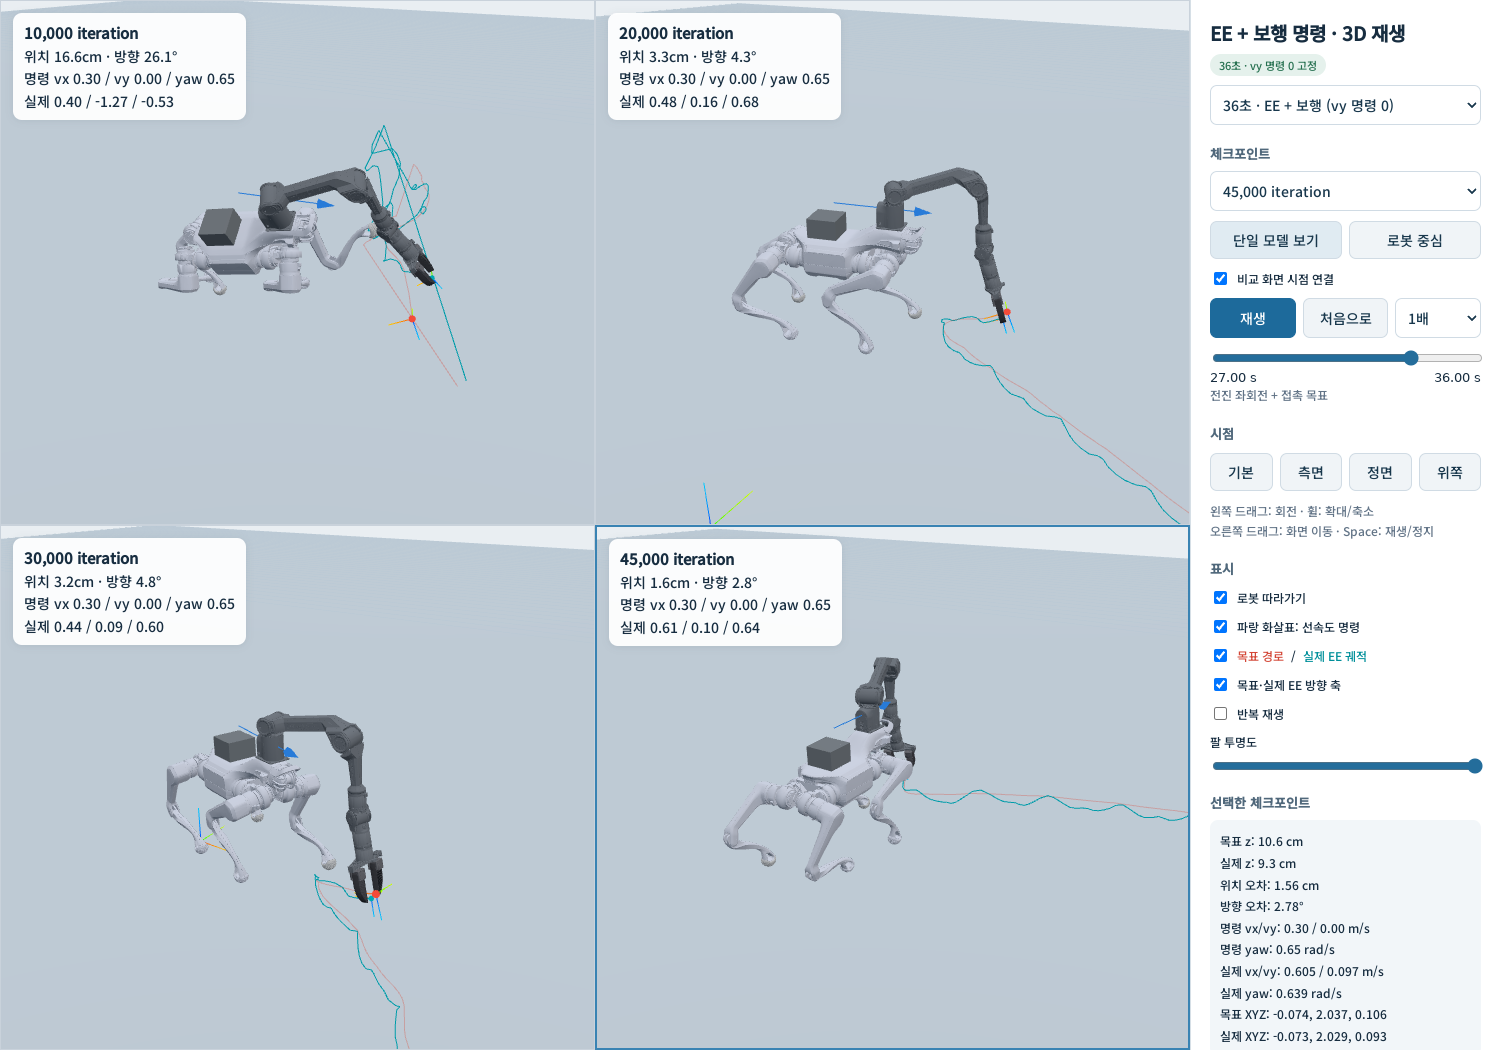 10,000 iteration
위치 16.6cm · 방향 26.1°
명령 vx 0.30 / vy 0.00 / yaw 0.65
실제 0.40 / -1.27 / -0.53
20,000 iteration
위치 3.3cm · 방향 4.3°
명령 vx 0.30 / vy 0.00 / yaw 0.65
실제 0.48 / 0.16 / 0.68
30,000 iteration
위치 3.2cm · 방향 4.8°
명령 vx 0.30 / vy 0.00 / yaw 0.65
실제 0.44 / 0.09 / 0.60
45,000 iteration
위치 1.6cm · 방향 2.8°
명령 vx 0.30 / vy 0.00 / yaw 0.65
실제 0.61 / 0.10 / 0.64
EE + 보행 명령 · 3D 재생
36초 · vy 명령 0 고정
36초 · EE + 보행 (vy 명령 0)
체크포인트
45,000 iteration
단일 모델 보기
로봇 중심
비교 화면 시점 연결
재생
처음으로
1배
27.00 s
36.00 s
전진 좌회전 + 접촉 목표
시점
기본
측면
정면
위쪽
왼쪽 드래그: 회전 · 휠: 확대/축소
오른쪽 드래그: 화면 이동 · Space: 재생/정지
표시
로봇 따라가기
파랑 화살표: 선속도 명령
목표 경로 / 실제 EE 궤적
목표·실제 EE 방향 축
반복 재생
팔 투명도
선택한 체크포인트
목표 z: 10.6 cm
실제 z: 9.3 cm
위치 오차: 1.56 cm
방향 오차: 2.78°
명령 vx/vy: 0.30 / 0.00 m/s
명령 yaw: 0.65 rad/s
실제 vx/vy: 0.605 / 0.097 m/s
실제 yaw: 0.639 rad/s
목표 XYZ: -0.074, 2.037, 0.106
실제 XYZ: -0.073, 2.029, 0.093